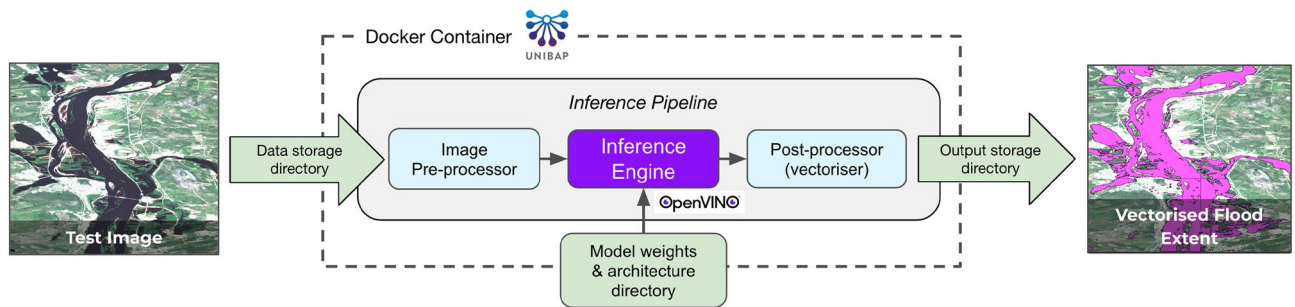 Docker Container
UNIBAP
Inference Pipeline
Test Image
Data storage
directory
Image
Pre-processor
Inference
Engine
OpenVINO
Post-processor
(vectoriser)
Output storage
directory
Vectorised Flood
Extent
Model weights
& architecture
directory